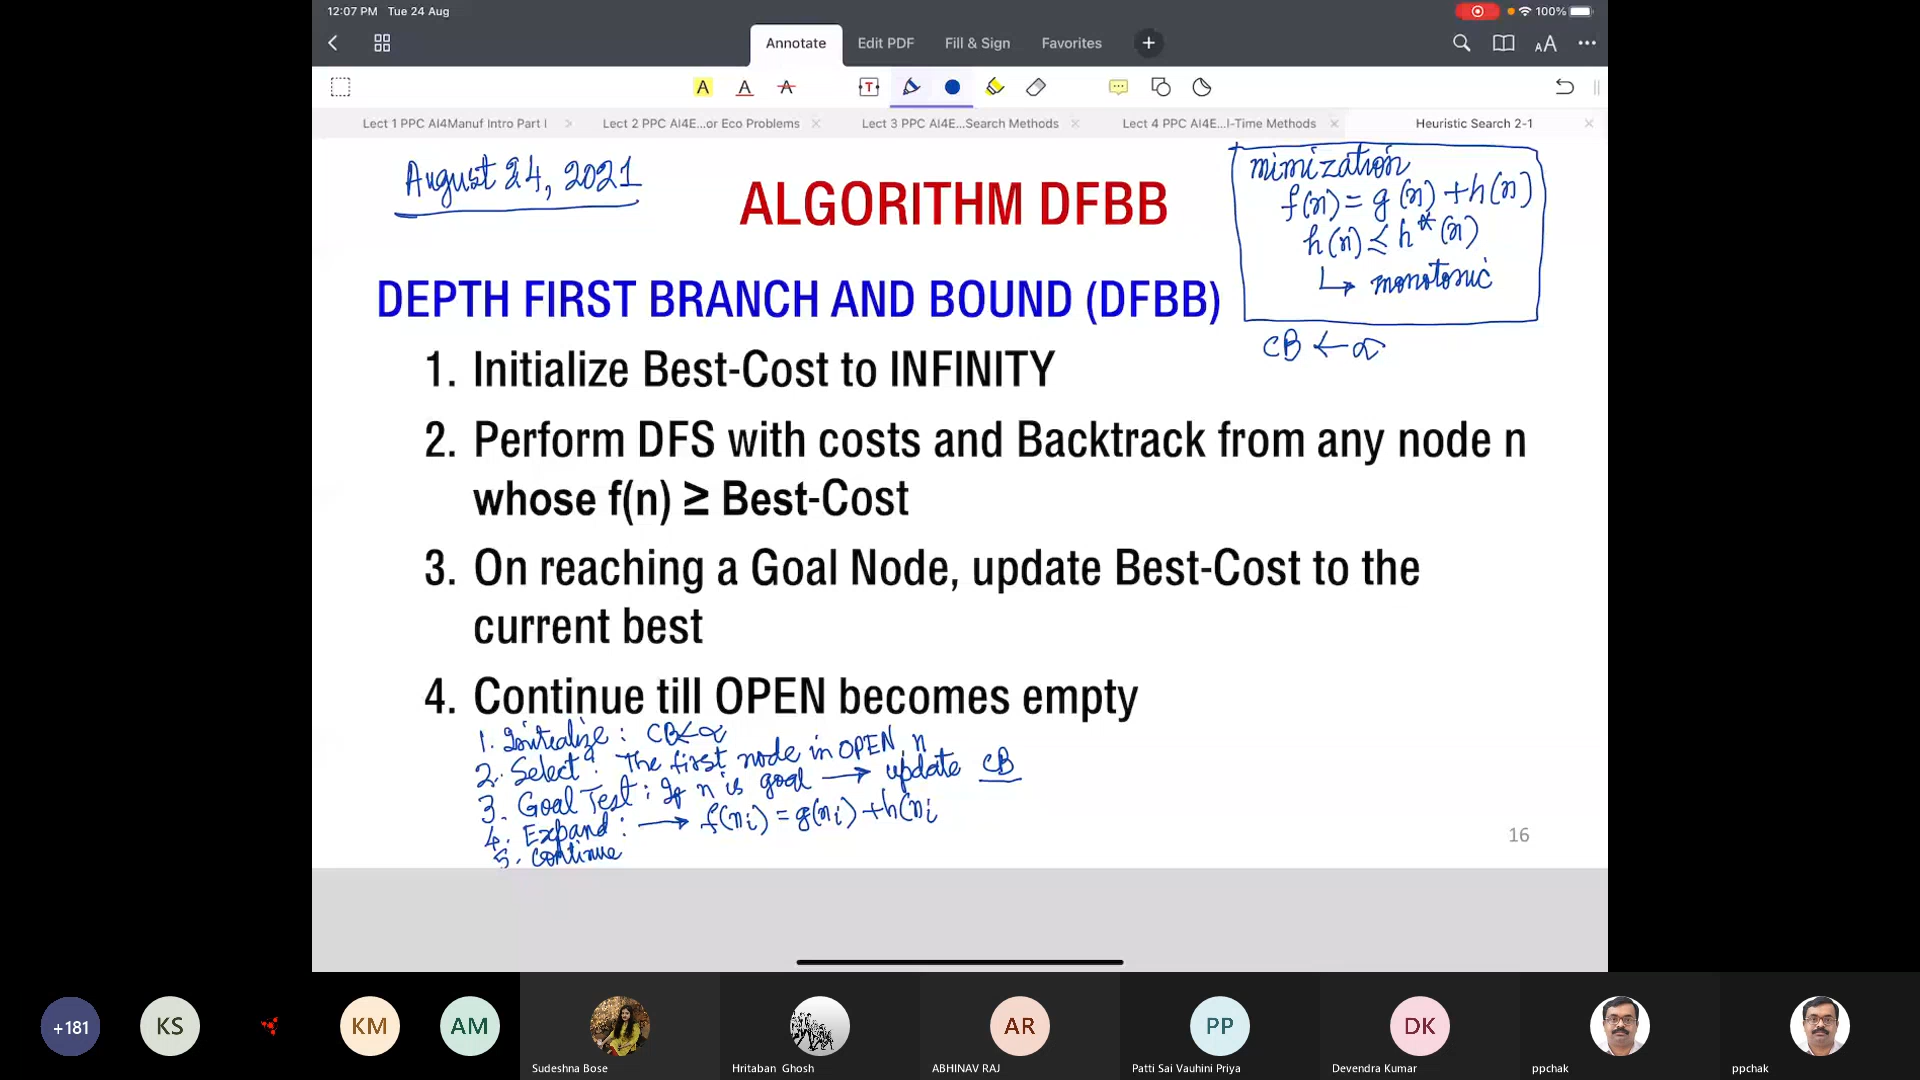 12:07 PM Tue 24 Aug
100%
Annotate Edit PDF Fill & Sign Favorites
Lect 1 PPC AI4Manuf Intro Part I
Lect 2 PPC AI4E...or Eco Problems
Lect 3 PPC AI4E...Search Methods
Lect 4 PPC AI4E...l-Time Methods
Heuristic Search 2-1
August 24, 2021
ALGORITHM DFBB
mimization
f(n) = g(n) + h(n)
h(n) ≤ h*(n)
↳ monotonic
CB ← α
DEPTH FIRST BRANCH AND BOUND (DFBB)
1. Initialize Best-Cost to INFINITY
2. Perform DFS with costs and Backtrack from any node n
whose f(n) ≥ Best-Cost
3. On reaching a Goal Node, update Best-Cost to the
current best
4. Continue till OPEN becomes empty
1. Initialize : CB ← α
2. Select : The first node in OPEN, n
3. Goal Test : If n is goal → update CB
4. Expand : → f(ni) = g(ni) + h(ni
5. Continue
16
+181
KS
KM
AM
Sudeshna Bose
Hritaban Ghosh
AR
ABHINAV RAJ
PP
Patti Sai Vauhini Priya
DK
Devendra Kumar
ppchak
ppchak